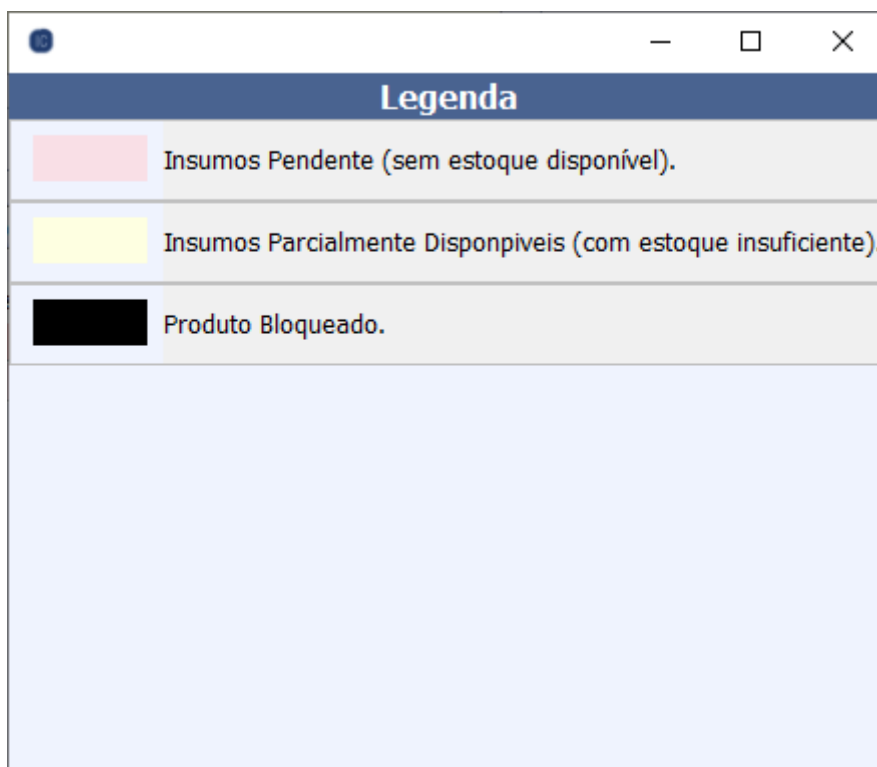 Legenda
Insumos Pendente (sem estoque disponível).
Insumos Parcialmente Disponpiveis (com estoque insuficiente).
Produto Bloqueado.